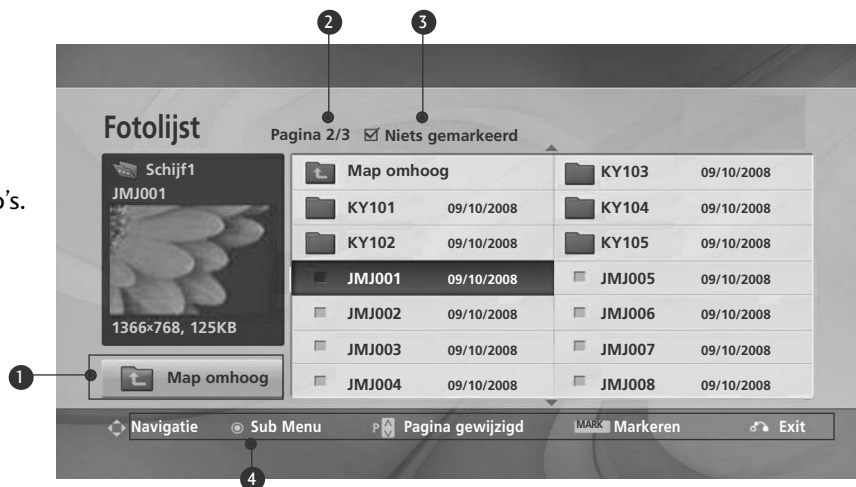 2 3
Fotolijst
Pagina 2/3 Niets gemarkeerd
o's.
Schijf1
JMJ001
1366×768, 125KB
1
Map omhoog
Map omhoog
KY101 09/10/2008
KY102 09/10/2008
JMJ001 09/10/2008
JMJ002 09/10/2008
JMJ003 09/10/2008
JMJ004 09/10/2008
KY103 09/10/2008
KY104 09/10/2008
KY105 09/10/2008
JMJ005 09/10/2008
JMJ006 09/10/2008
JMJ007 09/10/2008
JMJ008 09/10/2008
Navigatie Sub Menu P Pagina gewijzigd MARK Markeren Exit
4